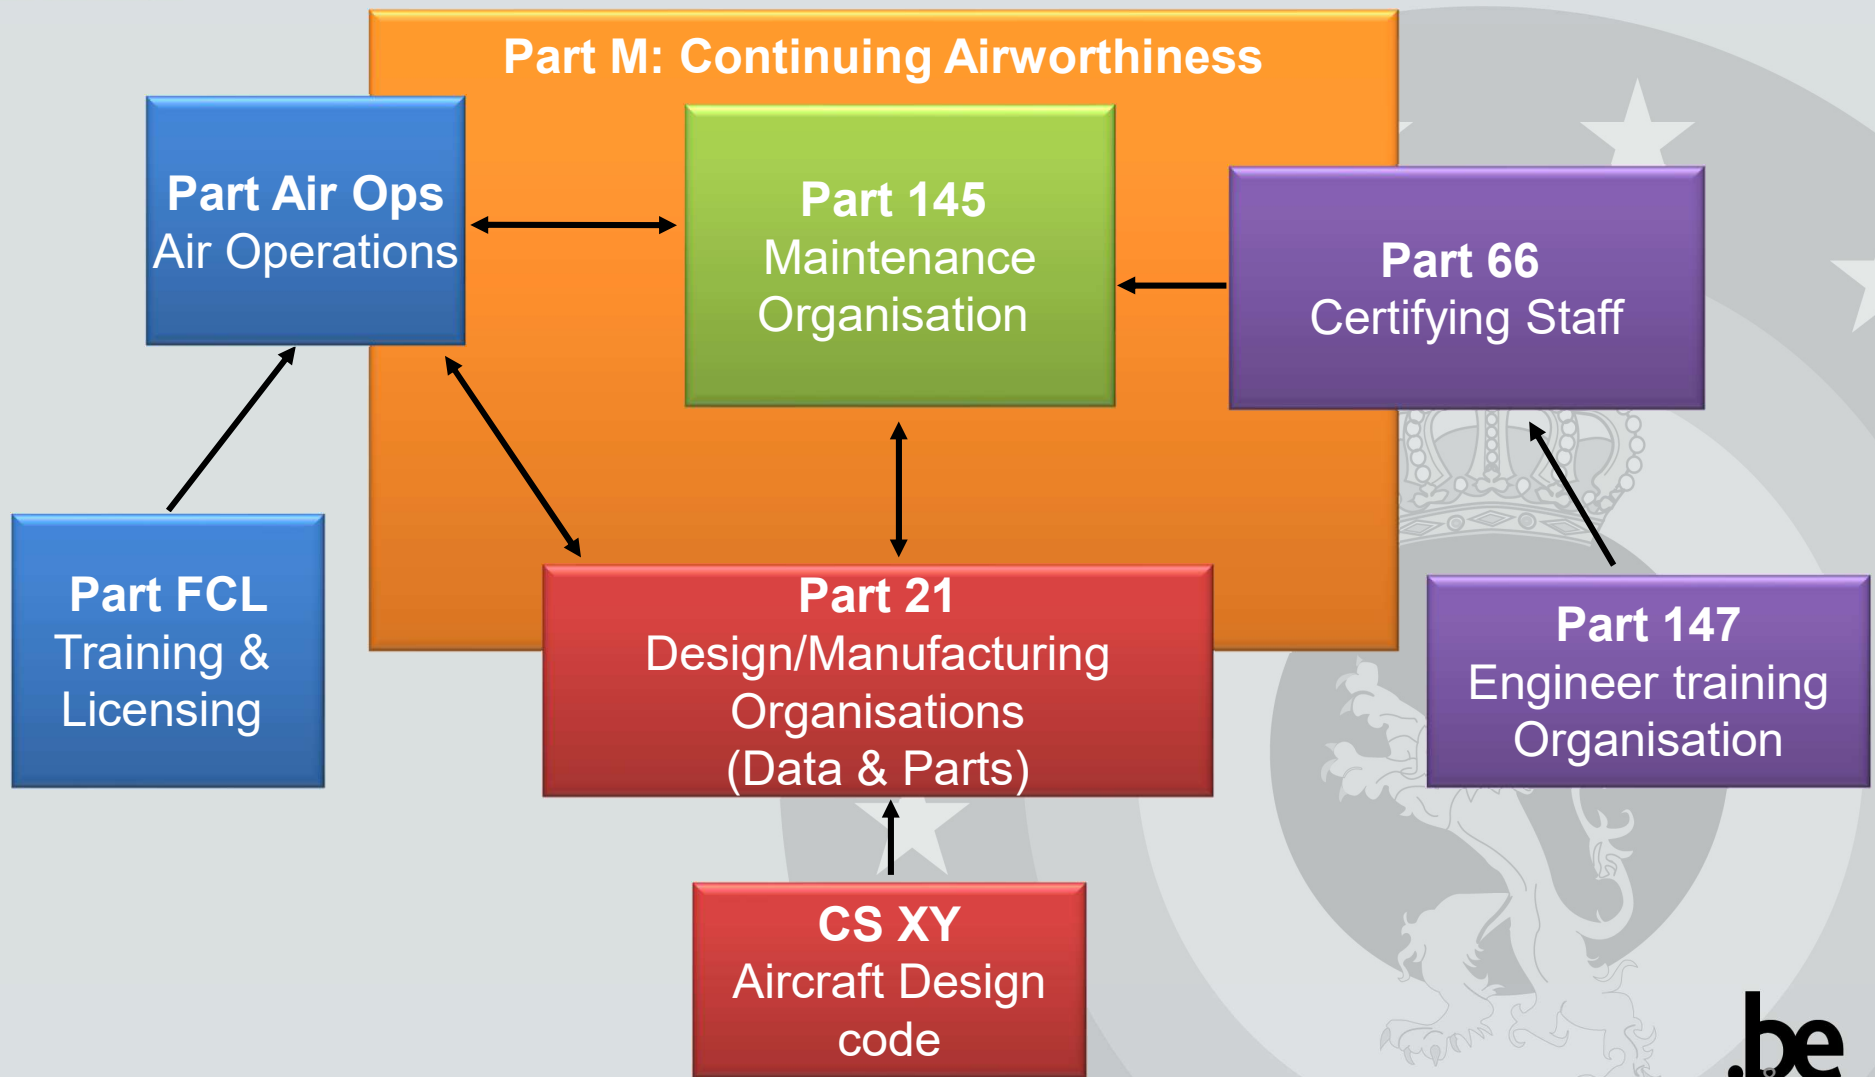 Part M: Continuing Airworthiness
Part Air Ops
Air Operations
Part 145
Maintenance
Organisation
Part 66
Certifying Staff
Part FCL
Training &
Licensing
Part 21
Design/Manufacturing
Organisations
(Data & Parts)
Part 147
Engineer training
Organisation
CS XY
Aircraft Design
code
.be